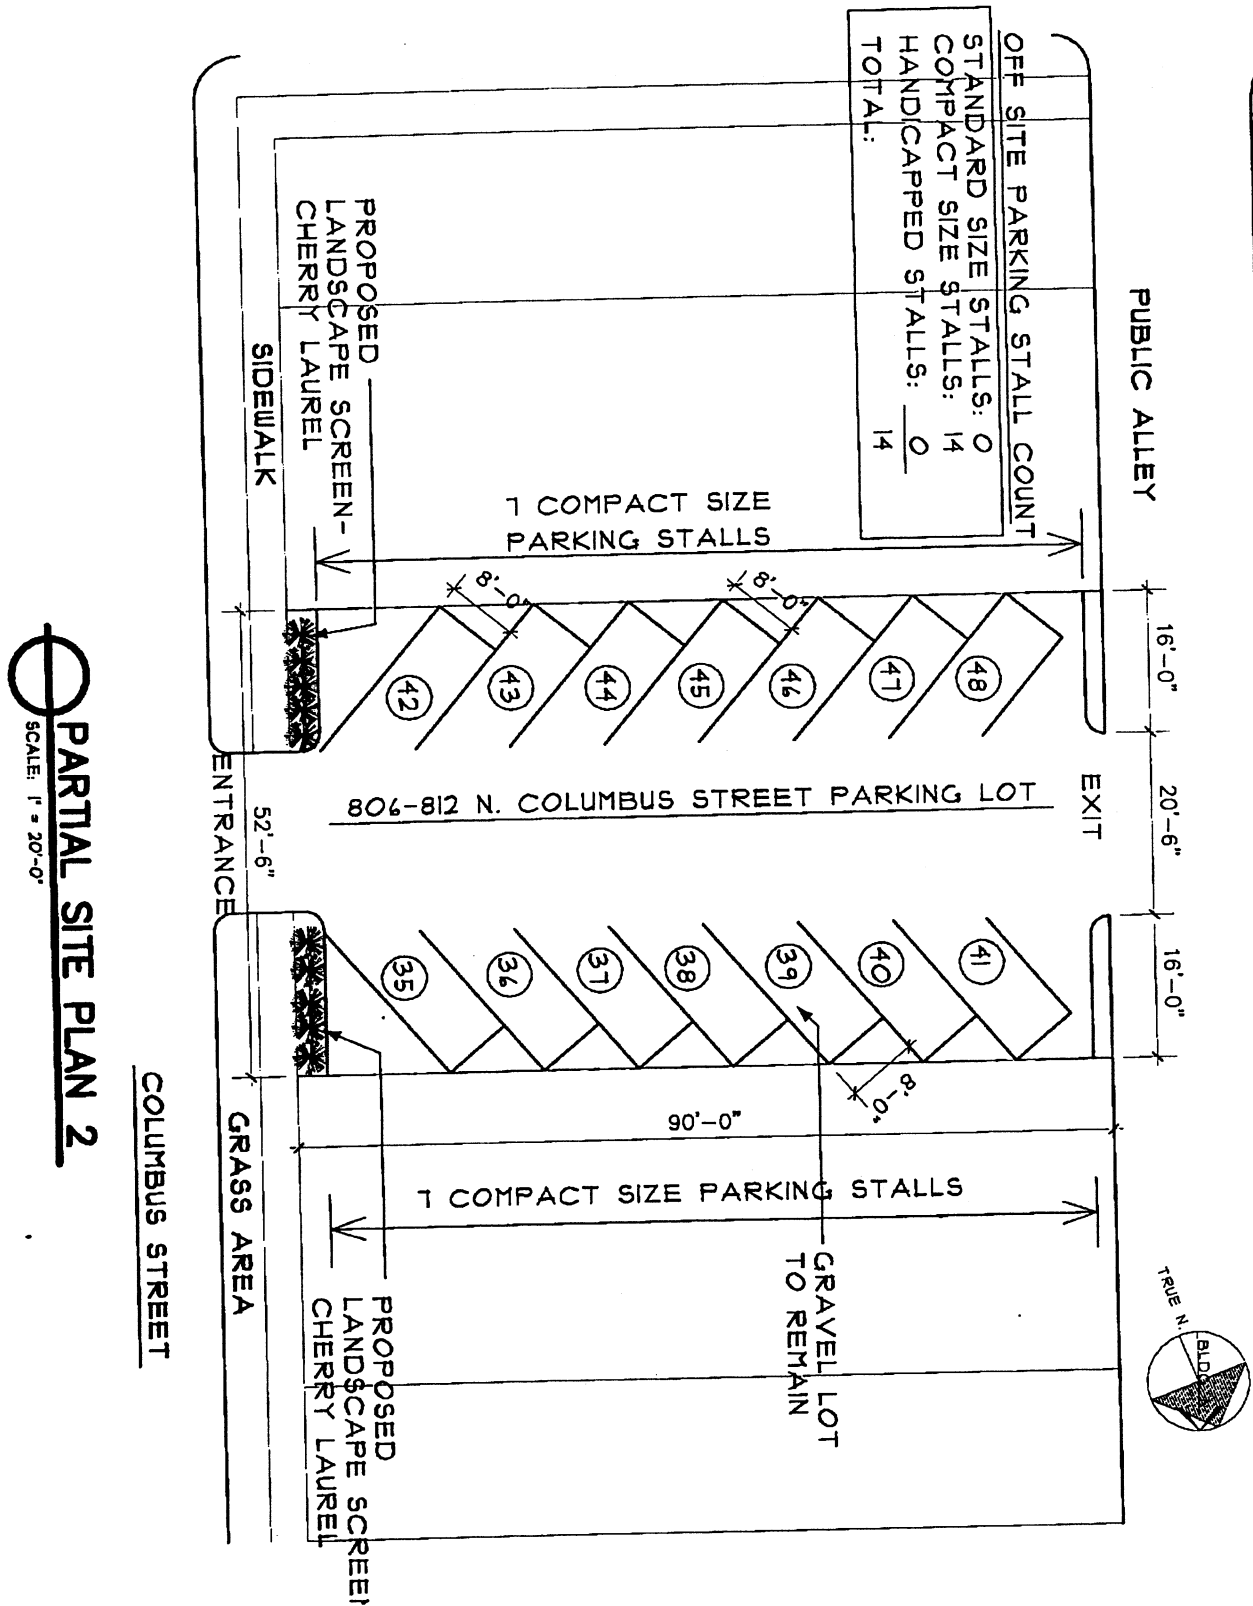 OFF SITE PARKING STALL COUNT
STANDARD SIZE STALLS: 0
COMPACT SIZE STALLS: 14
HANDICAPPED STALLS: 0
TOTAL: 14
PUBLIC ALLEY
PROPOSED
LANDSCAPE SCREEN-
CHERRY LAUREL
SIDEWALK
7 COMPACT SIZE
PARKING STALLS
8'-0"
8'-0"
16'-0"
42
43
44
45
46
47
48
ENTRANCE
52'-6"
806-812 N. COLUMBUS STREET PARKING LOT
EXIT
20'-6"
35
36
37
38
39
40
41
16'-0"
8'-0"
90'-0"
7 COMPACT SIZE PARKING STALLS
GRASS AREA
COLUMBUS STREET
GRAVEL LOT
TO REMAIN
PROPOSED
LANDSCAPE SCREEN
CHERRY LAUREL
TRUE N.
BLDG
PARTIAL SITE PLAN 2
SCALE: 1" = 20'-0"